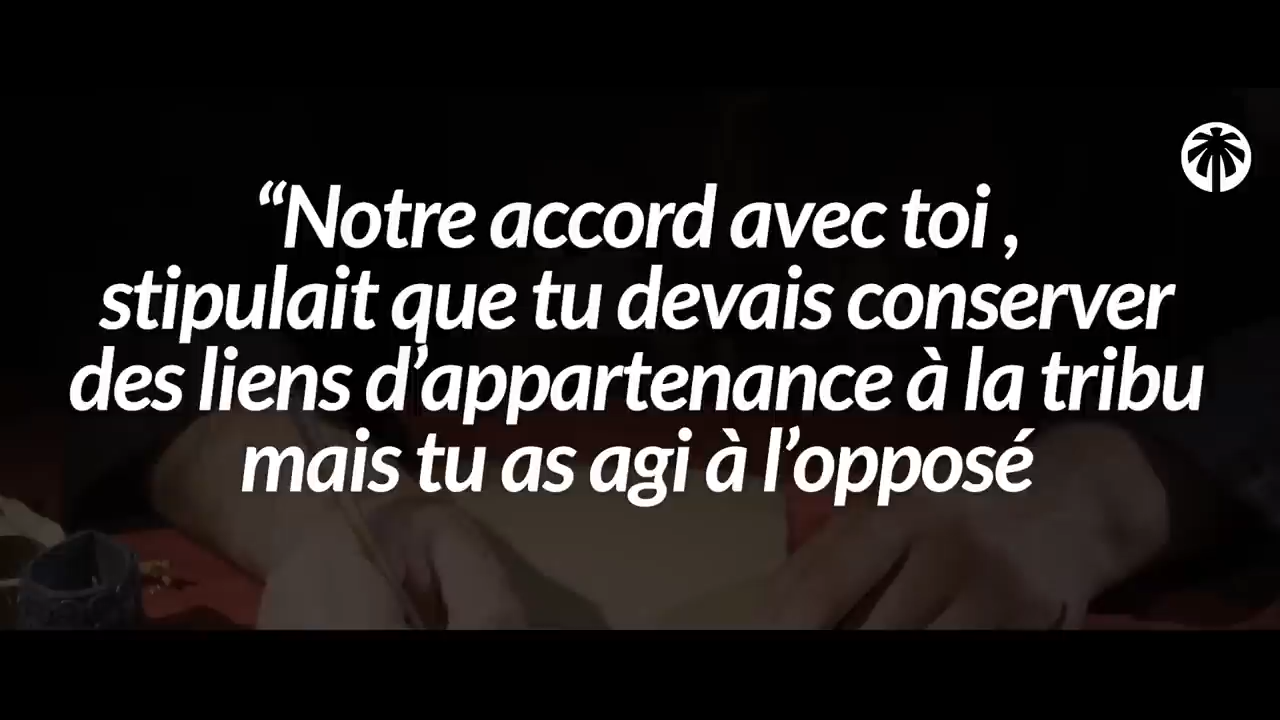 “Notre accord avec toi ,
stipulait que tu devais conserver
des liens d’appartenance à la tribu
mais tu as agi à l’opposé